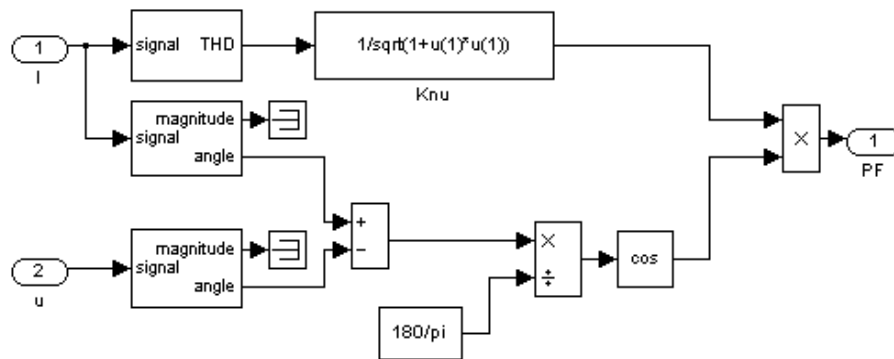 1
I
signal THD
1/sqrt(1+u(1)*u(1))
Knu
magnitude
signal
angle
+
−
×
1
PF
2
u
magnitude
signal
angle
×
÷
cos
180/pi